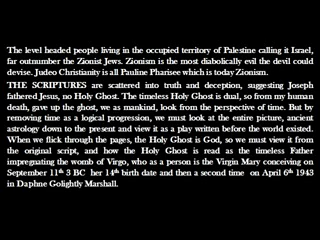 The level headed people living in the occupied territory of Palestine calling it Israel,
far outnumber the Zionist Jews. Zionism is the most diabolically evil the devil could
devise. Judeo Christianity is all Pauline Pharisee which is today Zionism.
THE SCRIPTURES are scattered into truth and deception, suggesting Joseph
fathered Jesus, no Holy Ghost. The timeless Holy Ghost is dual, so from my human
death, gave up the ghost, we as mankind, look from the perspective of time. But by
removing time as a logical progression, we must look at the entire picture, ancient
astrology down to the present and view it as a play written before the world existed.
When we flick through the pages, the Holy Ghost is God, so we must view it from
the original script, and how the Holy Ghost is read as the timeless Father
impregnating the womb of Virgo, who as a person is the Virgin Mary conceiving on
September 11th 3 BC her 14th birth date and then a second time on April 6th 1943
in Daphne Golightly Marshall.